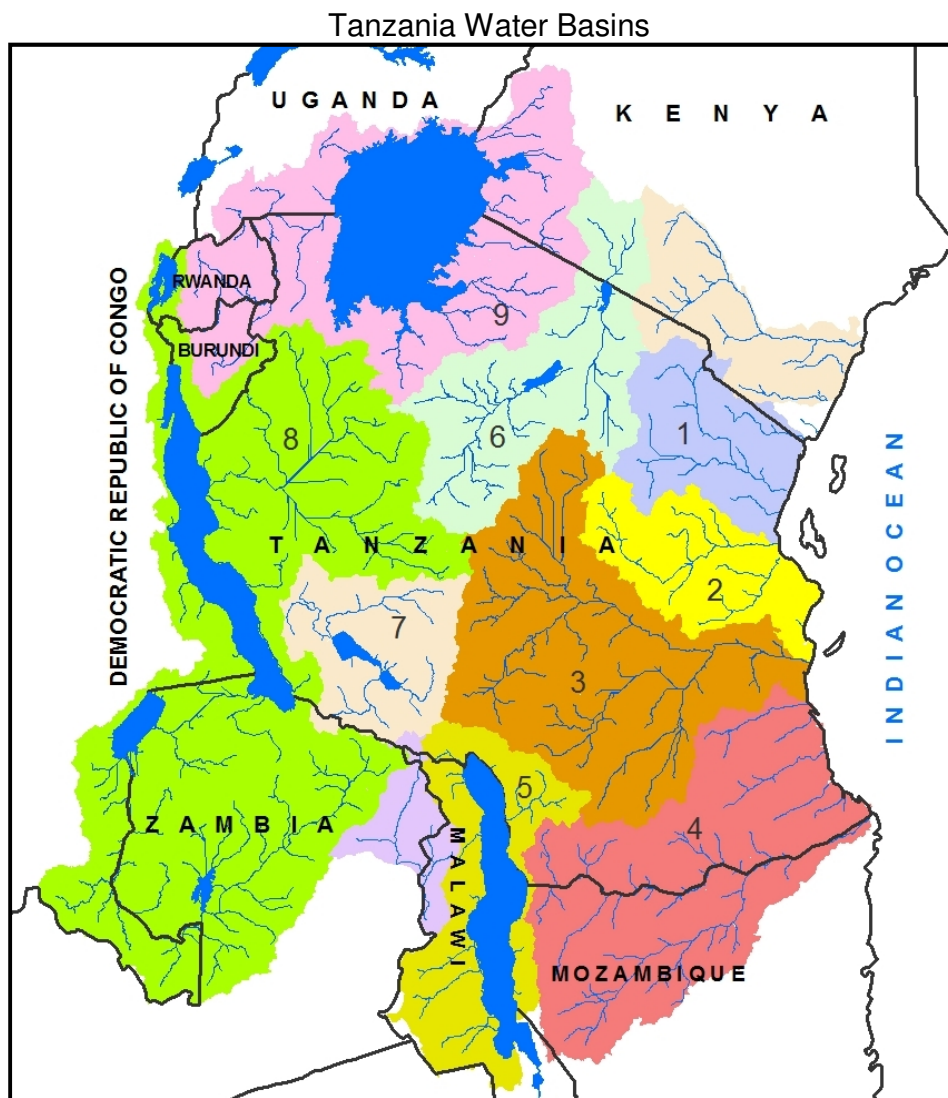 Tanzania Water Basins
UGANDA
KENYA
RWANDA
BURUNDI
DEMOCRATIC REPUBLIC OF CONGO
9
1
6
8
INDIAN OCEAN
TANZANIA
2
7
3
5
4
ZAMBIA
MALAWI
MOZAMBIQUE